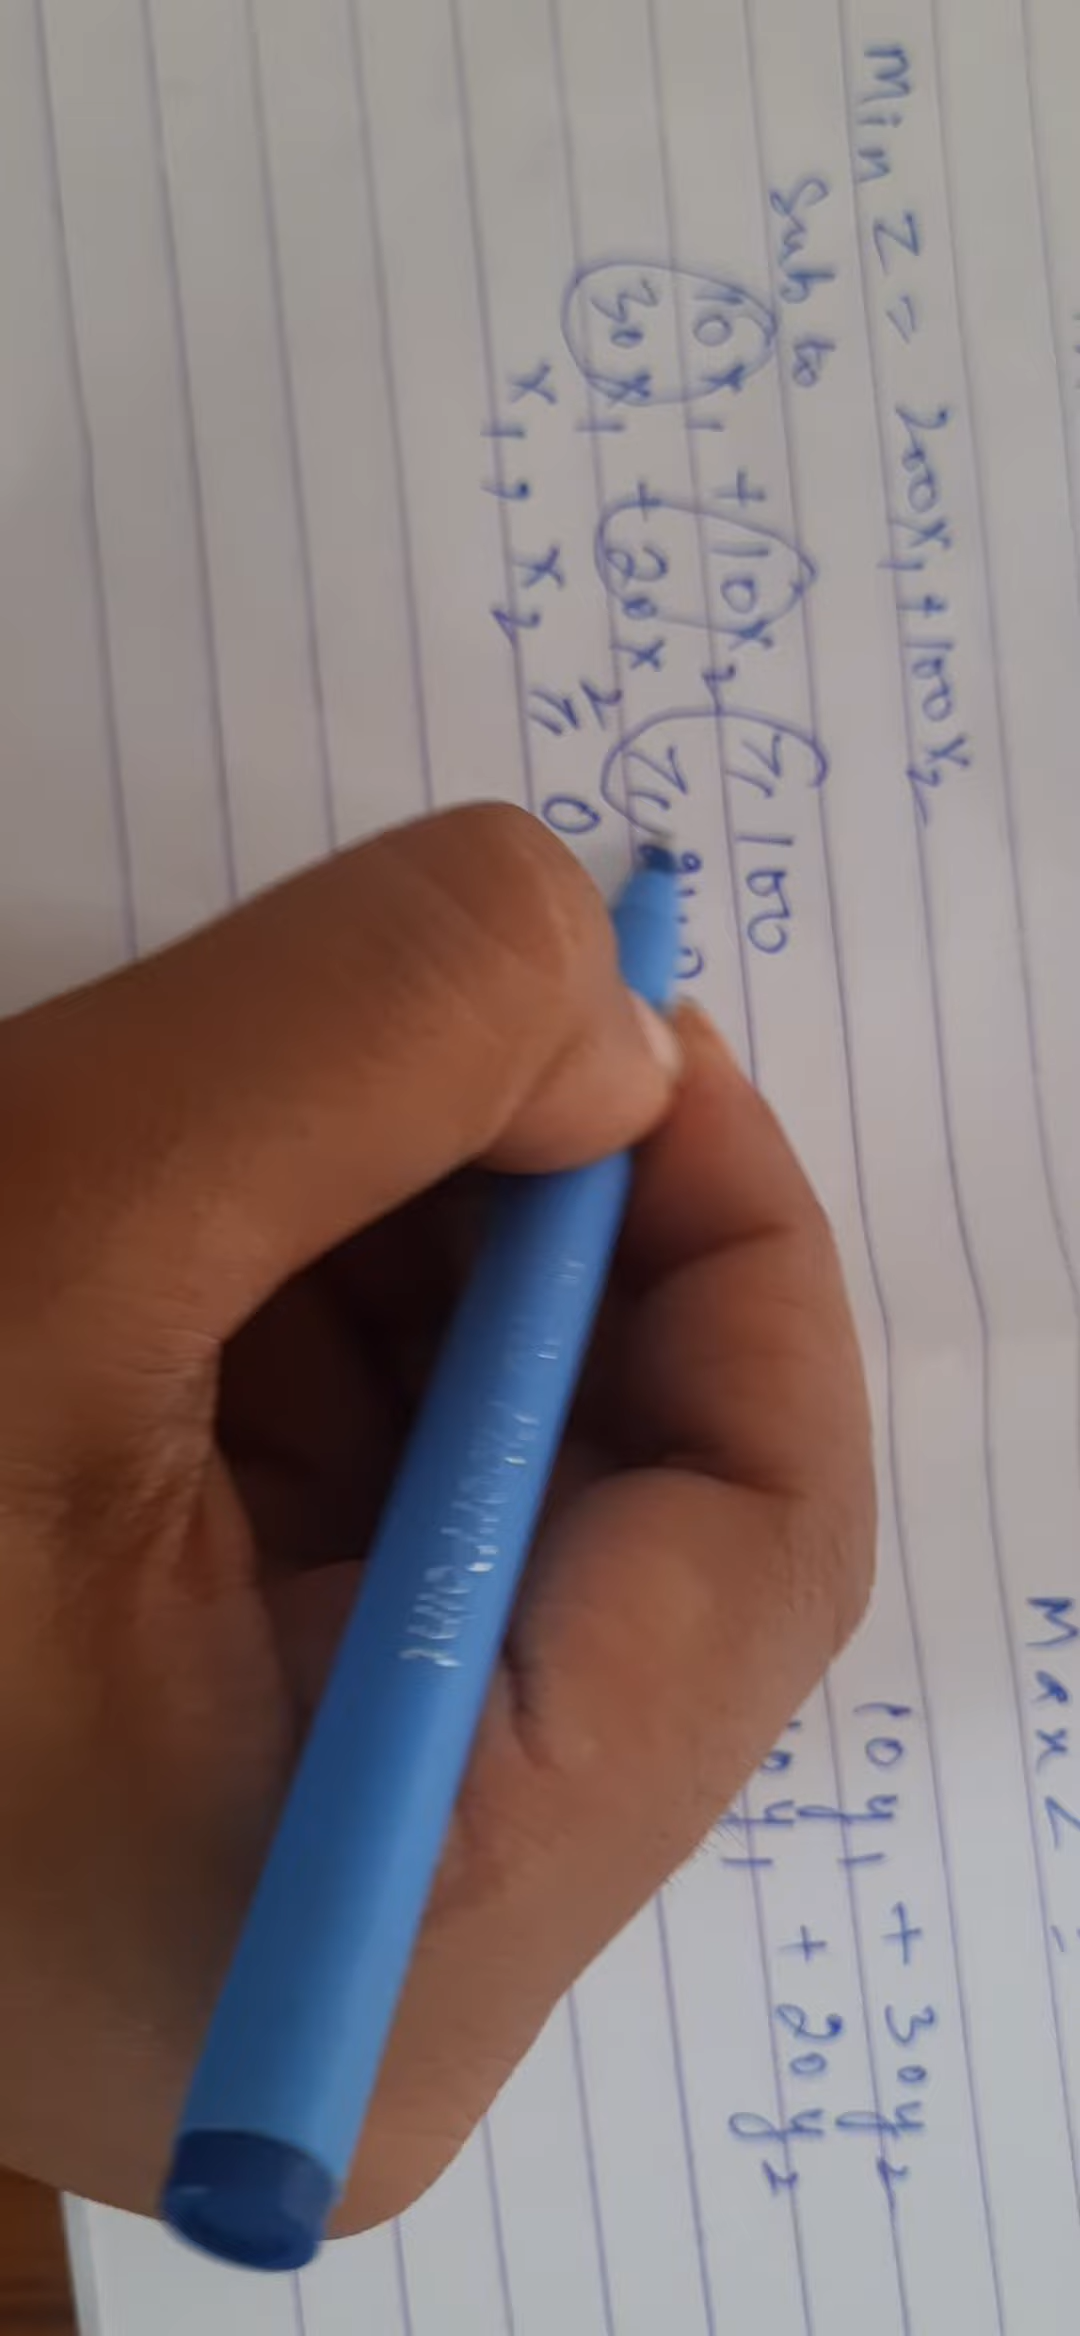 Min Z = 200x₁ + 100x₂
Sub to
10x₁ + 10x₂ ≥ 100
30x₁ + 20x₂ ≥
x₁, x₂ ≥ 0
Max Z =
10y₁ + 30y₂
10y₁ + 20y₂